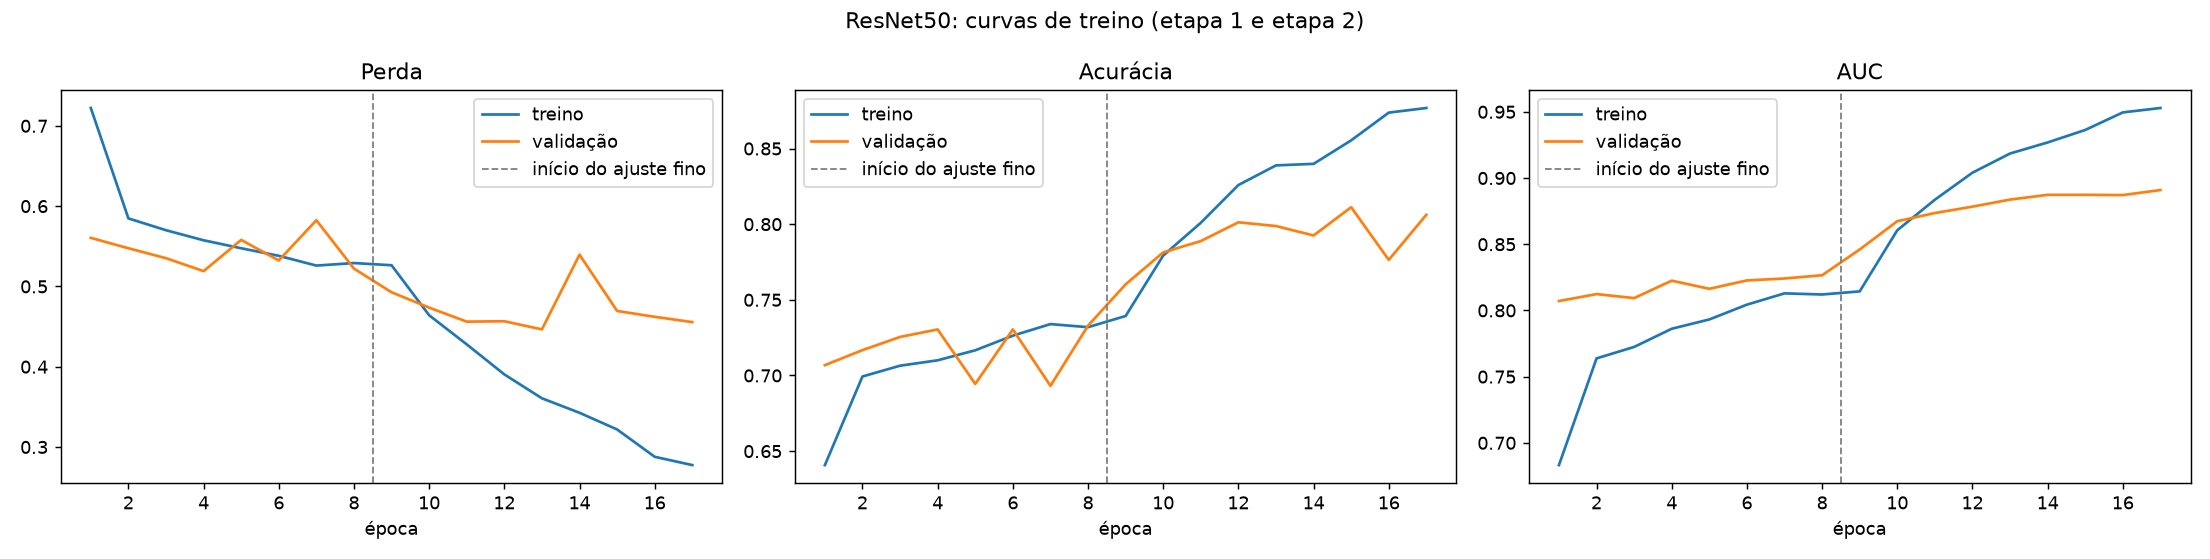 ResNet50: curvas de treino (etapa 1 e etapa 2)
Perda
treino
validação
início do ajuste fino
0.7
0.6
0.5
0.4
0.3
2 4 6 8 10 12 14 16
época
Acurácia
treino
validação
início do ajuste fino
0.85
0.80
0.75
0.70
0.65
2 4 6 8 10 12 14 16
época
AUC
treino
validação
início do ajuste fino
0.95
0.90
0.85
0.80
0.75
0.70
2 4 6 8 10 12 14 16
época